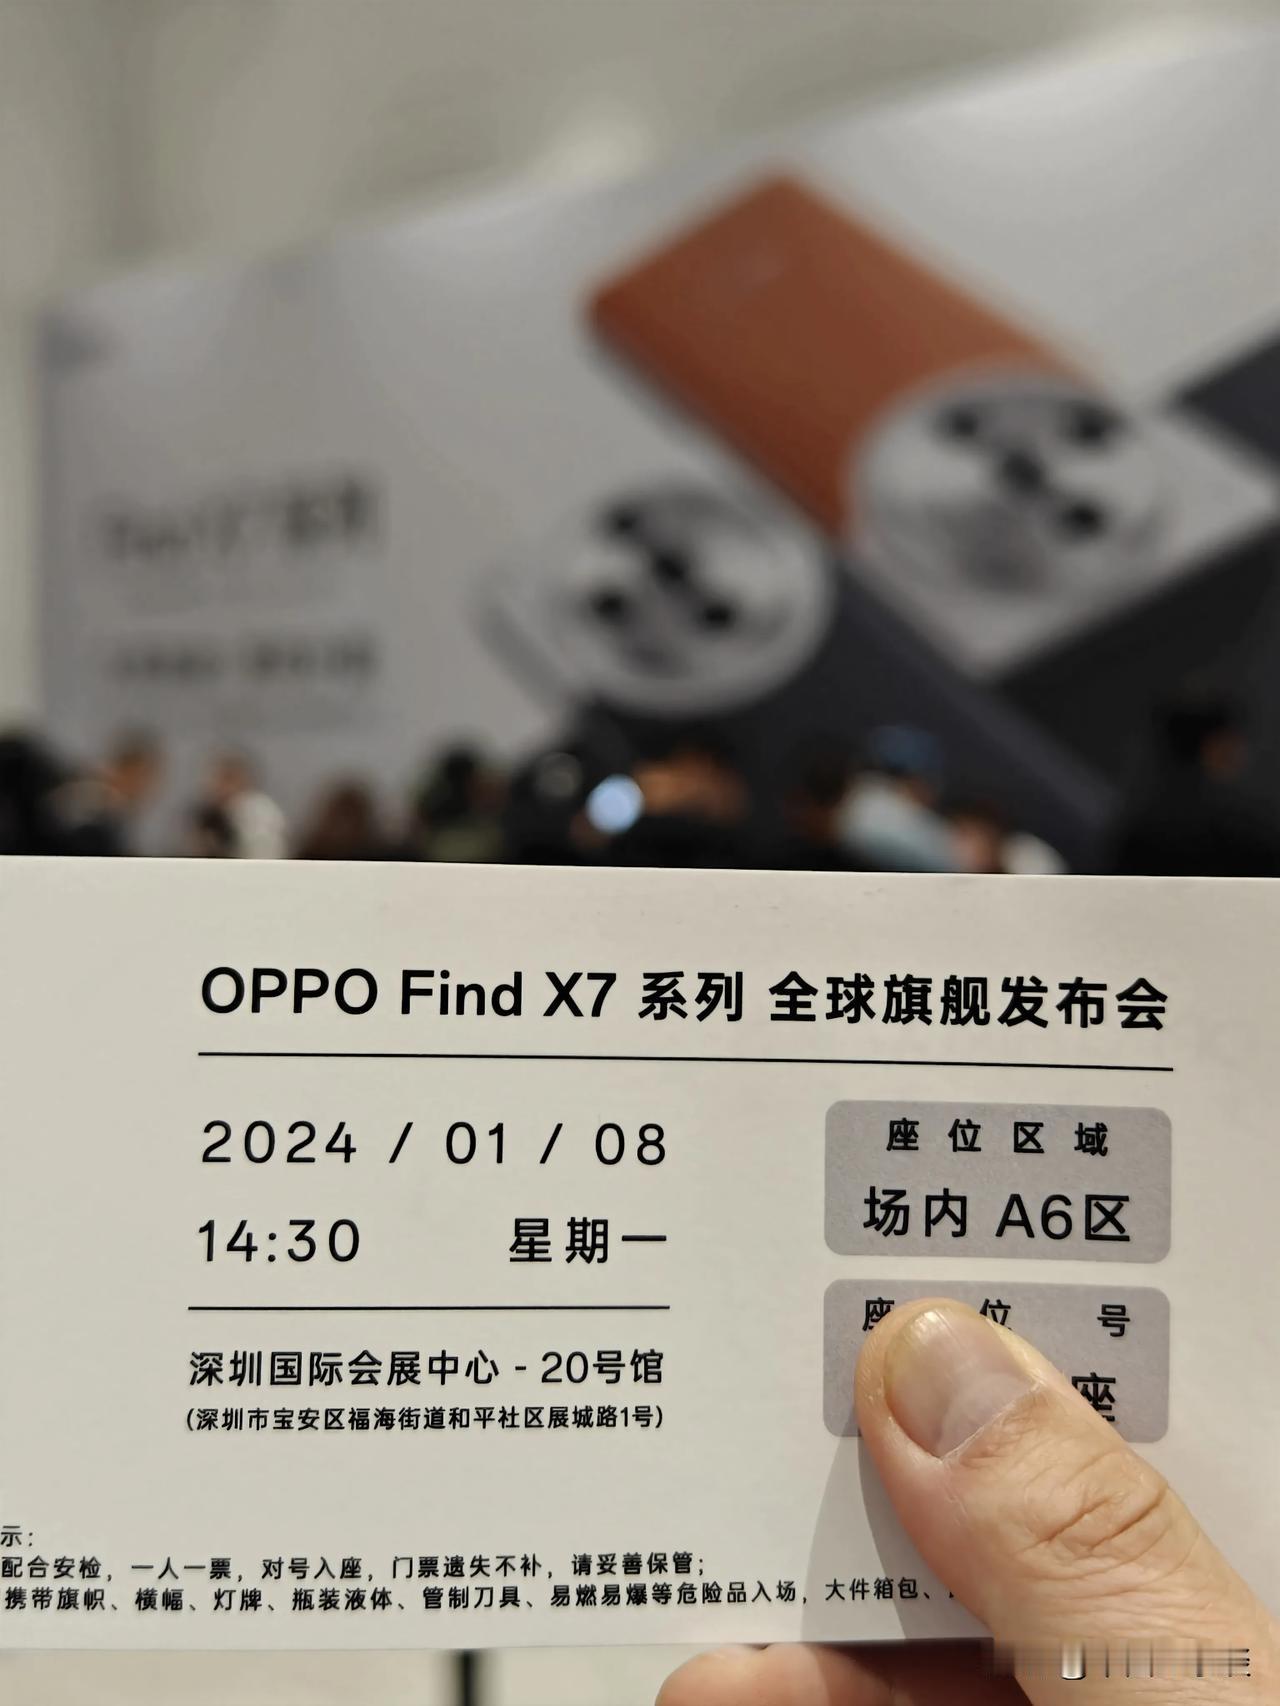 OPPO Find X7 系列 全球旗舰发布会
2024 / 01 / 08
14:30 星期一
深圳国际会展中心 - 20号馆
(深圳市宝安区福海街道和平社区展城路1号)
座位区域
场内 A6区
座位号
座
示：
配合安检，一人一票，对号入座，门票遗失不补，请妥善保管；
携带旗帜、横幅、灯牌、瓶装液体、管制刀具、易燃易爆等危险品入场，大件箱包、